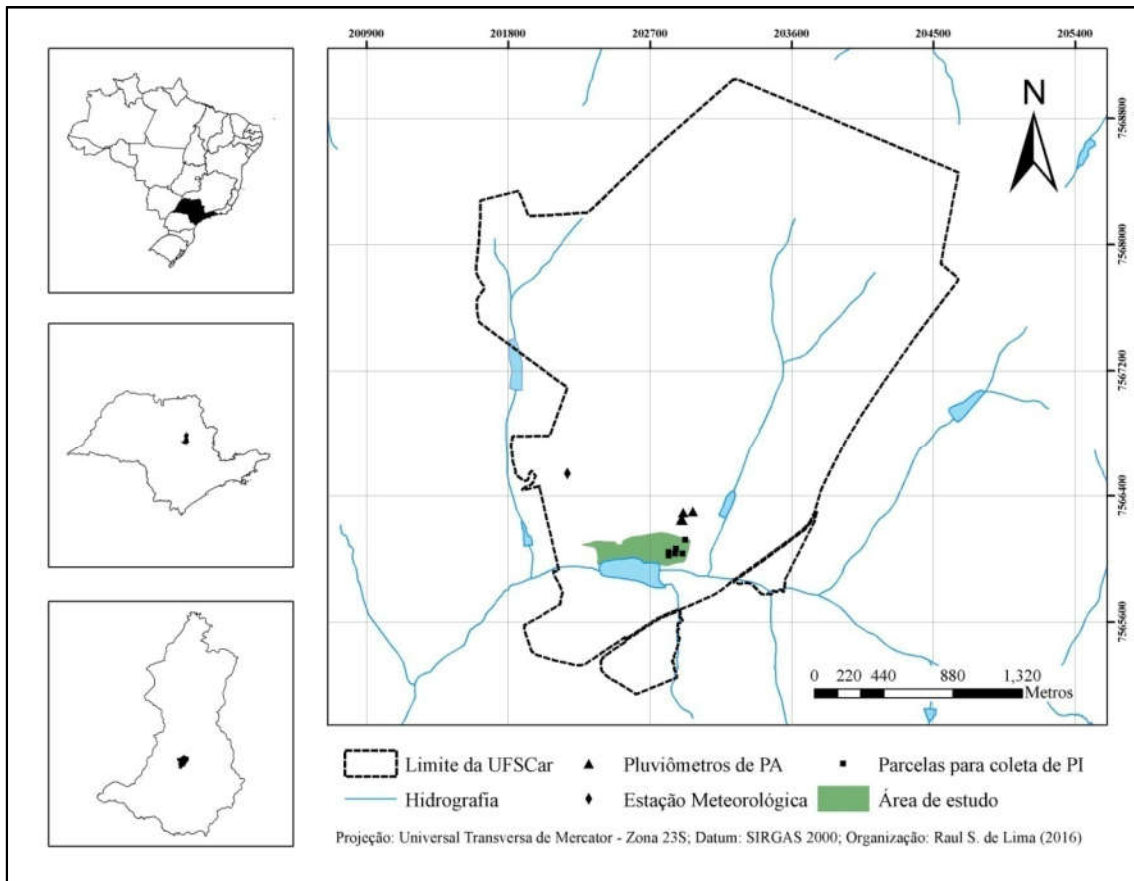 200900 201800 202700 203600 204500 205400
N
7568800
7568000
7567200
7566400
7565600
0 220 440 880 1,320
Metros
Limite da UFSCar
Pluviômetros de PA
Parcelas para coleta de PI
Hidrografia
Estação Meteorológica
Área de estudo
Projeção: Universal Transversa de Mercator - Zona 23S; Datum: SIRGAS 2000; Organização: Raul S. de Lima (2016)